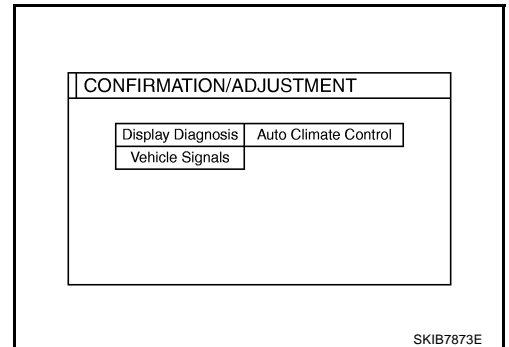 CONFIRMATION/ADJUSTMENT
Display Diagnosis Auto Climate Control
Vehicle Signals
SKIB7873E